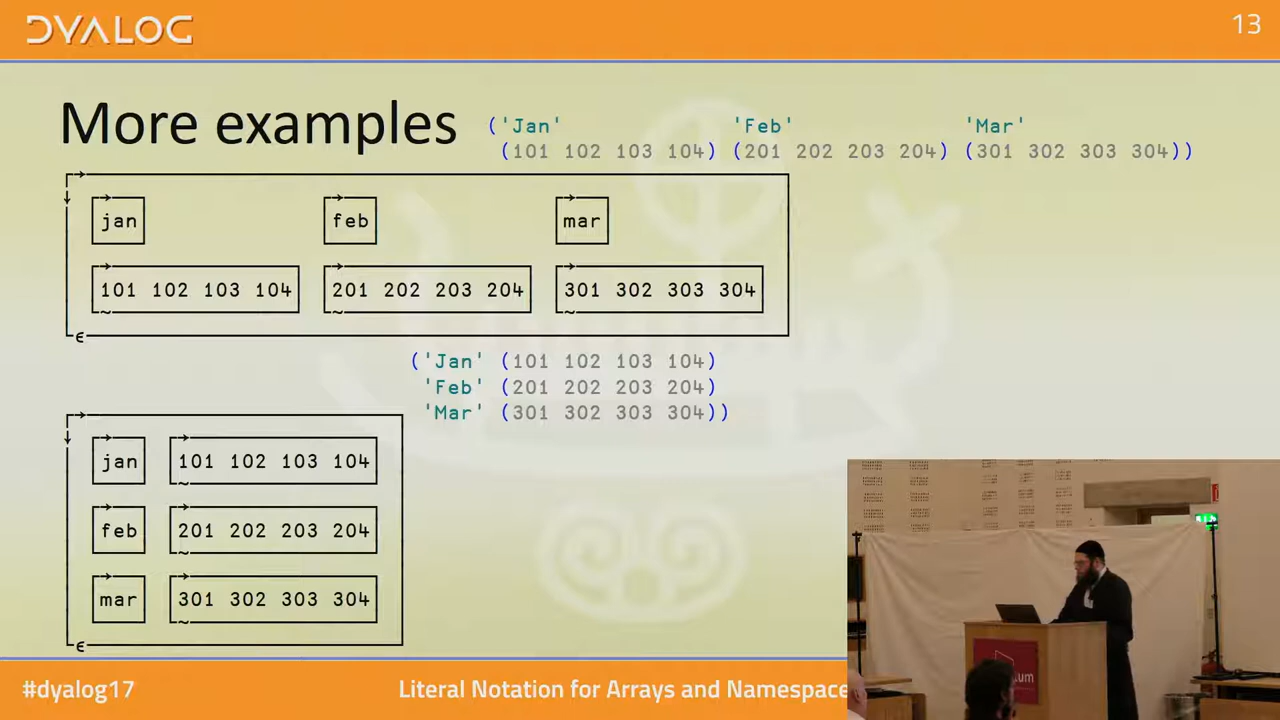 DYALOG
13
More examples
('Jan' 'Feb' 'Mar'
(101 102 103 104) (201 202 203 204) (301 302 303 304))
jan feb mar
101 102 103 104 201 202 203 204 301 302 303 304
('Jan' (101 102 103 104)
'Feb' (201 202 203 204)
'Mar' (301 302 303 304))
jan 101 102 103 104
feb 201 202 203 204
mar 301 302 303 304
#dyalog17
Literal Notation for Arrays and Namespace